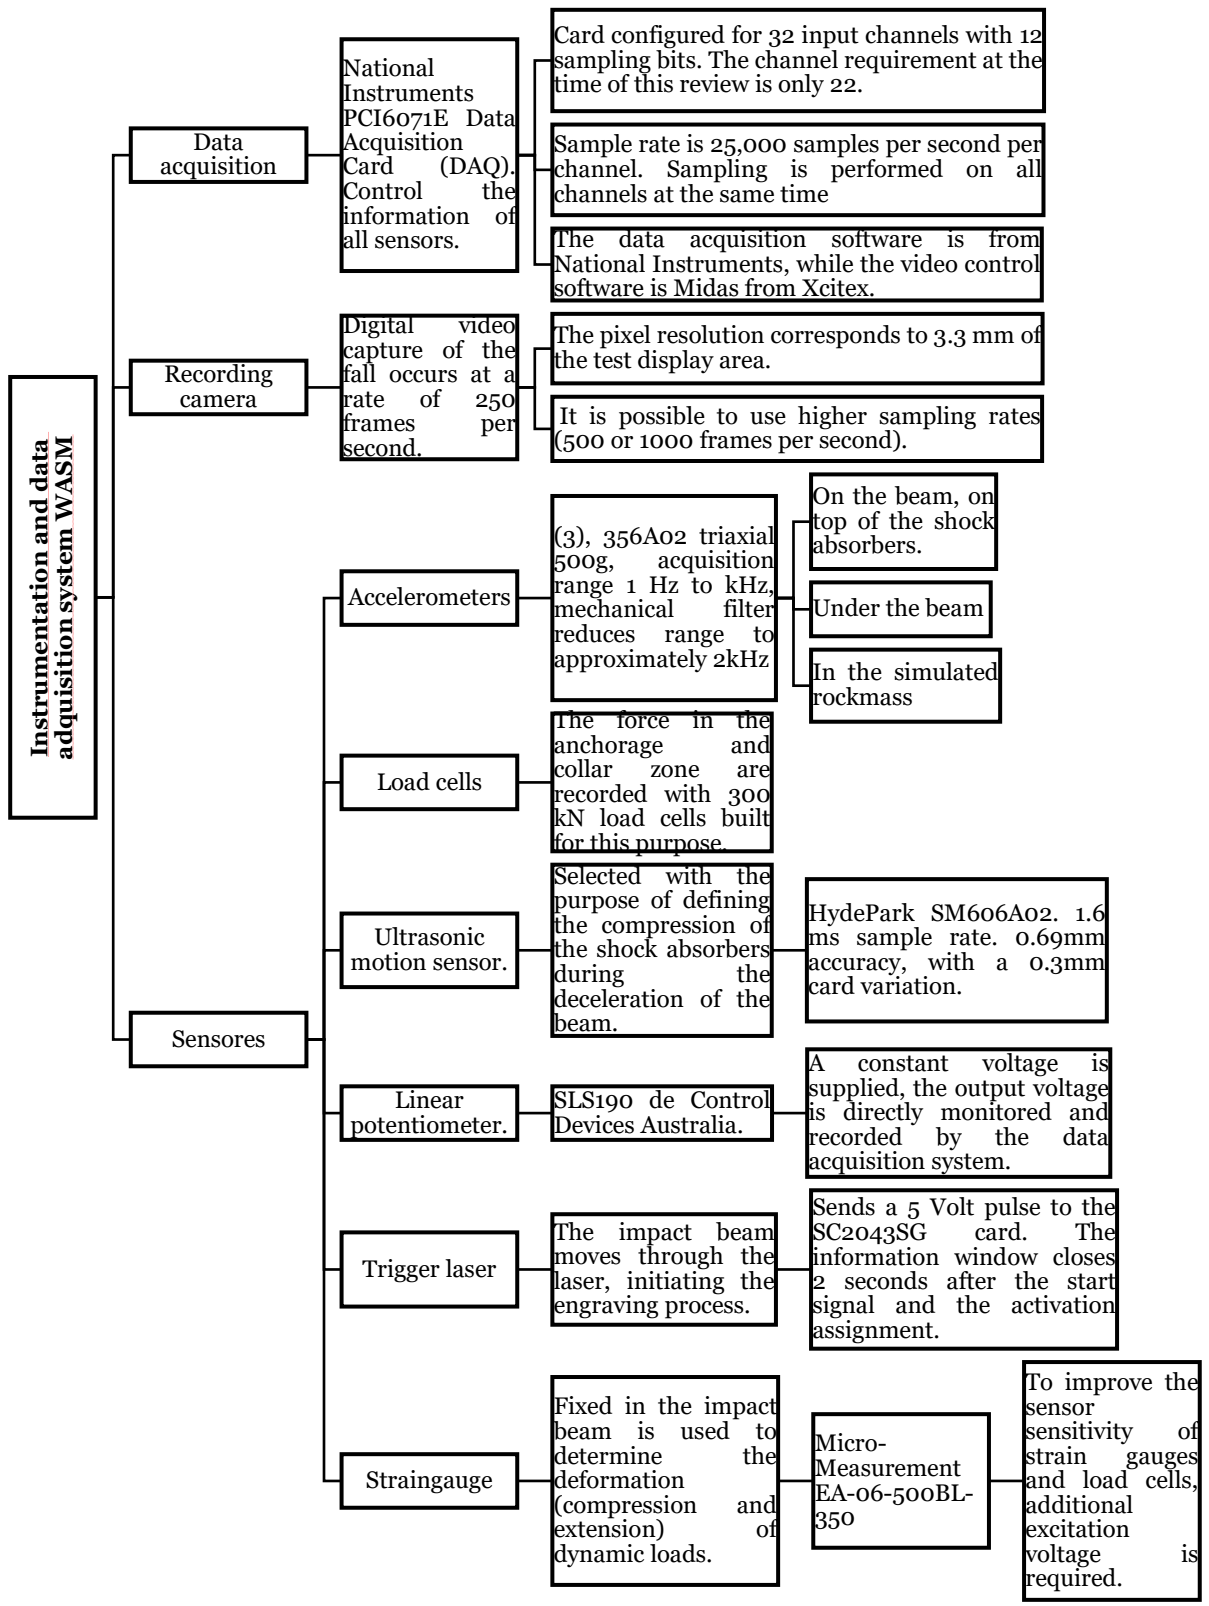 Instrumentation and data
adquisition system WASM
Data
acquisition
National
Instruments
PCI6071E Data
Acquisition
Card (DAQ).
Control the
information of
all sensors.
Card configured for 32 input channels with 12
sampling bits. The channel requirement at the
time of this review is only 22.
Sample rate is 25,000 samples per second per
channel. Sampling is performed on all
channels at the same time
The data acquisition software is from
National Instruments, while the video control
software is Midas from Xcitex.
Recording
camera
Digital video
capture of the
fall occurs at a
rate of 250
frames per
second.
The pixel resolution corresponds to 3.3 mm of
the test display area.
It is possible to use higher sampling rates
(500 or 1000 frames per second).
Sensores
Accelerometers
(3), 356A02 triaxial
500g, acquisition
range 1 Hz to kHz,
mechanical filter
reduces range to
approximately 2kHz
On the beam, on
top of the shock
absorbers.
Under the beam
In the simulated
rockmass
Load cells
The force in the
anchorage and
collar zone are
recorded with 300
kN load cells built
for this purpose.
Ultrasonic
motion sensor.
Selected with the
purpose of defining
the compression of
the shock absorbers
during the
deceleration of the
beam.
HydePark SM606A02. 1.6
ms sample rate. 0.69mm
accuracy, with a 0.3mm
card variation.
Linear
potentiometer.
SLS190 de Control
Devices Australia.
A constant voltage is
supplied, the output voltage
is directly monitored and
recorded by the data
acquisition system.
Trigger laser
The impact beam
moves through the
laser, initiating the
engraving process.
Sends a 5 Volt pulse to the
SC2043SG card. The
information window closes
2 seconds after the start
signal and the activation
assignment.
Straingauge
Fixed in the impact
beam is used to
determine the
deformation
(compression and
extension) of
dynamic loads.
Micro-
Measurement
EA-06-500BL-
350
To improve the
sensor
sensitivity of
strain gauges
and load cells,
additional
excitation
voltage is
required.